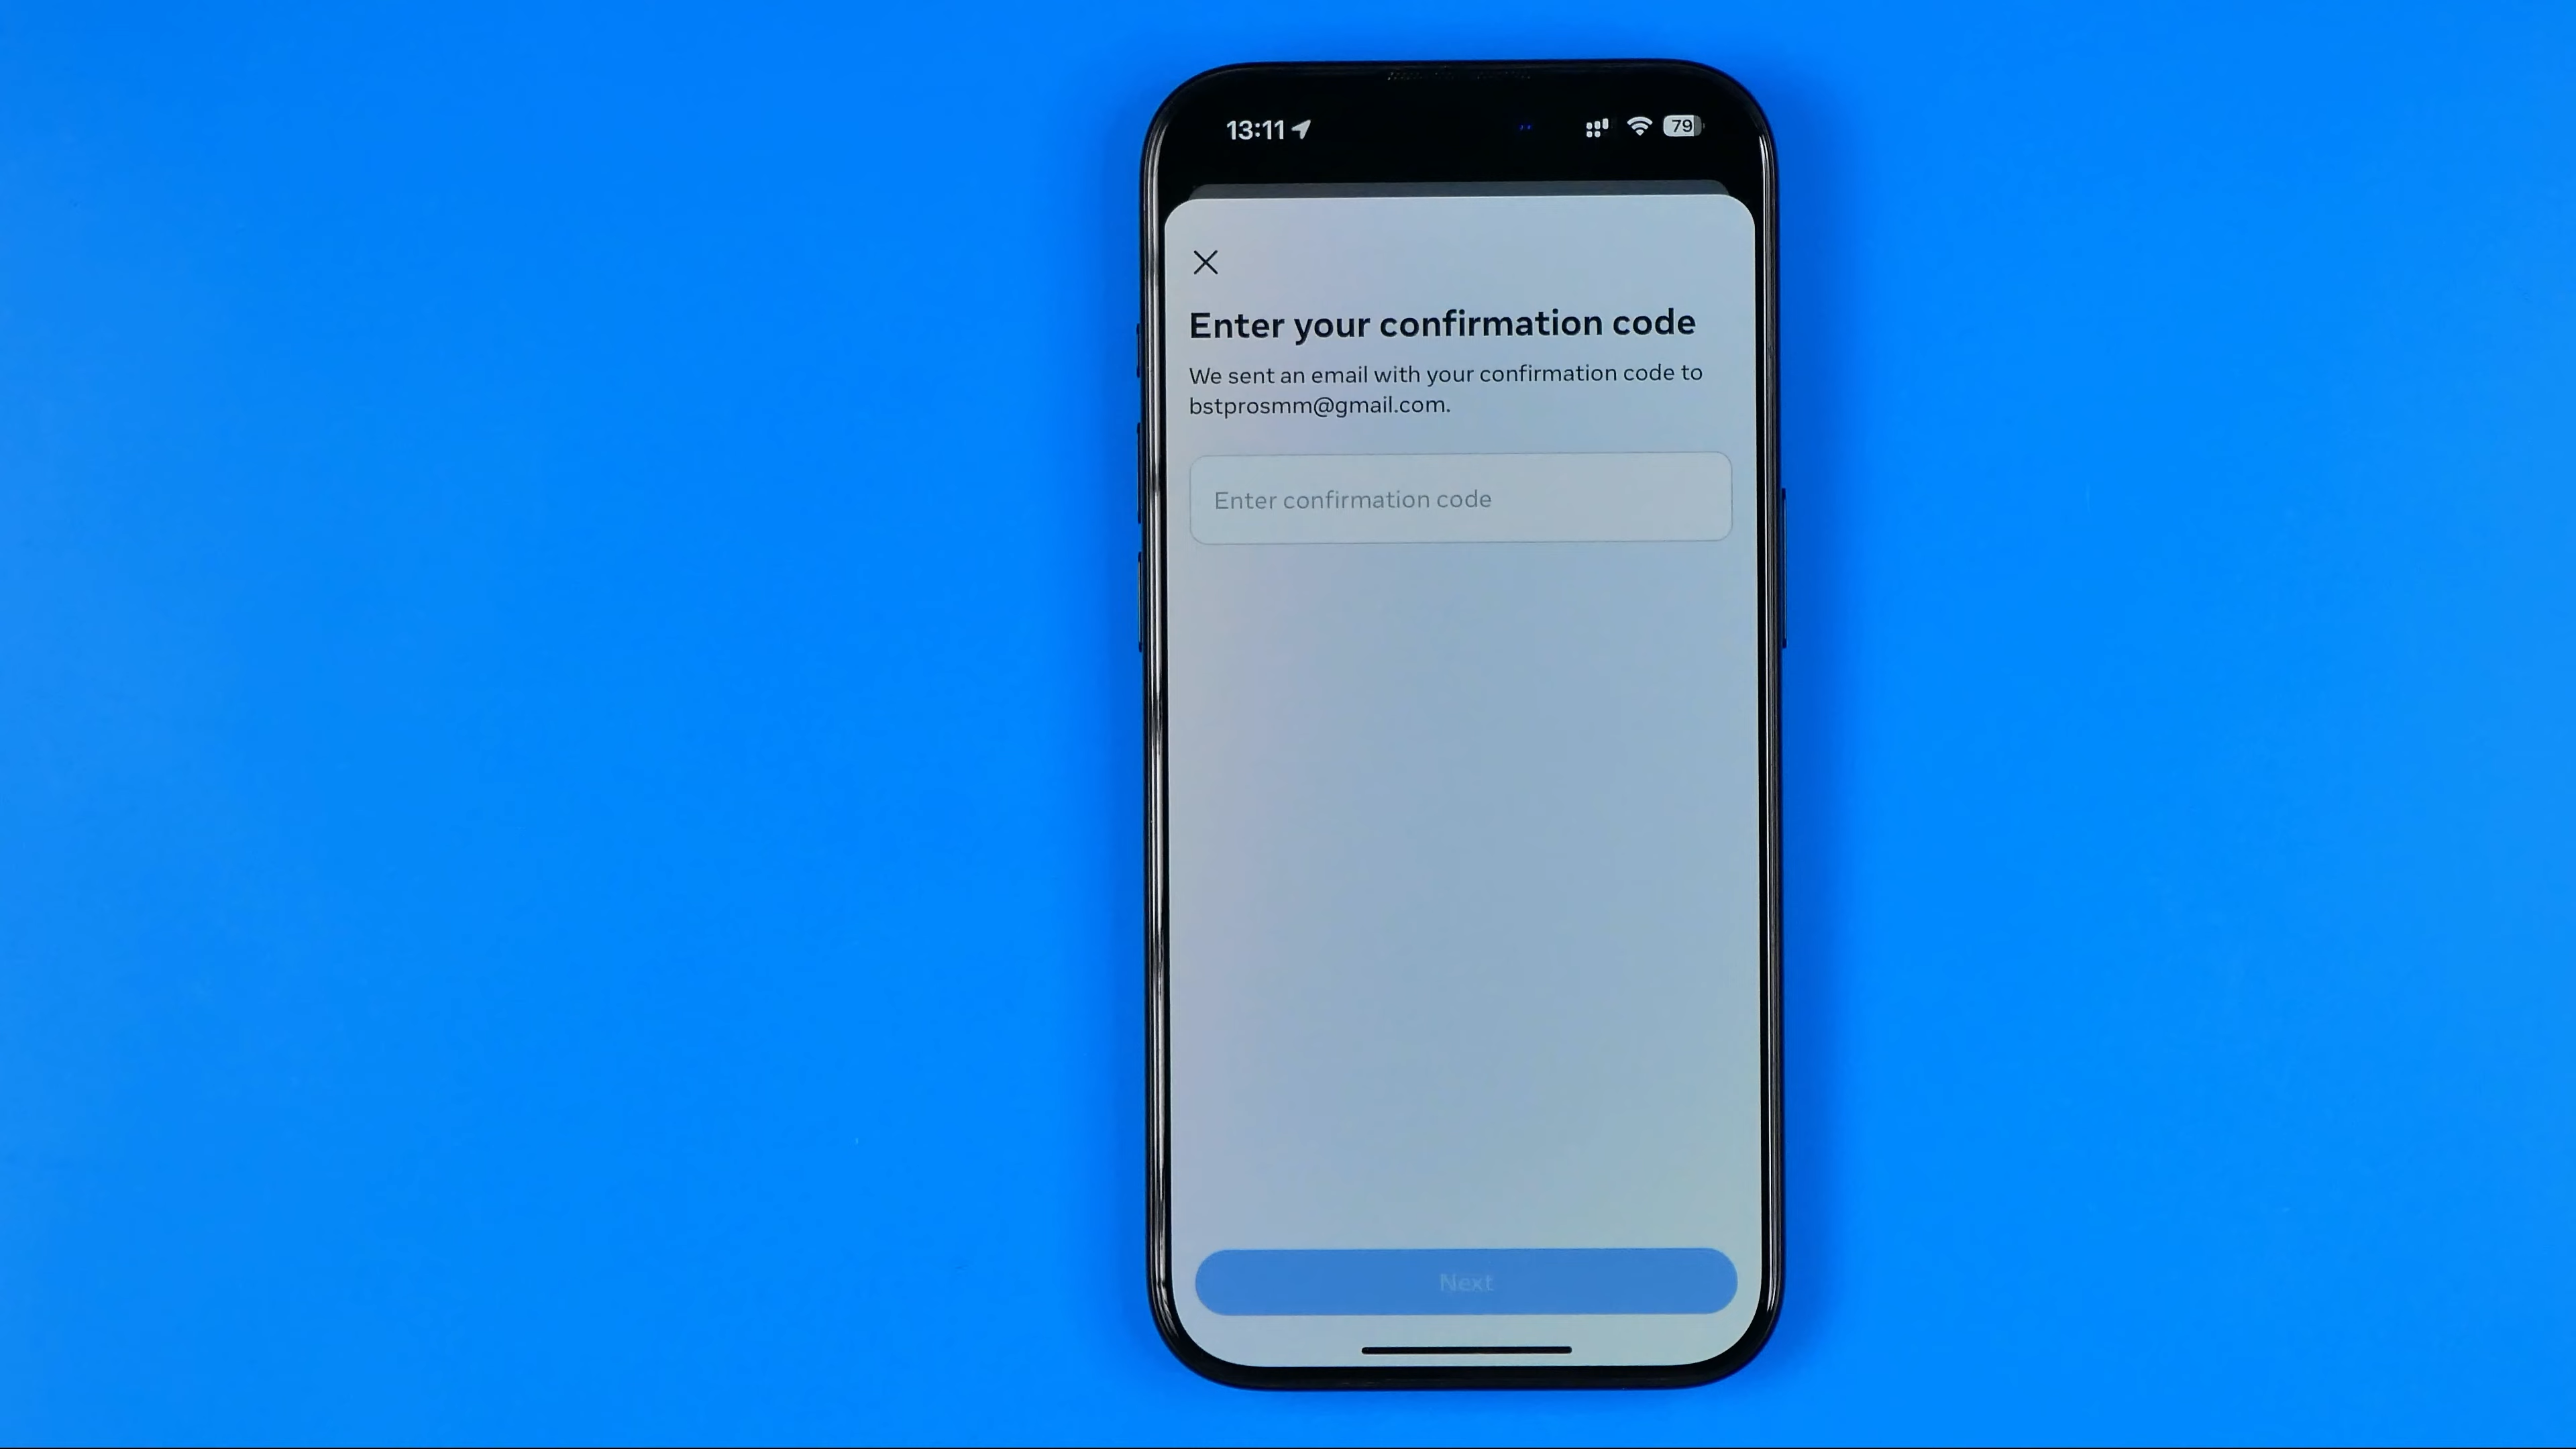 13:11
79
Enter your confirmation code
We sent an email with your confirmation code to
bstprosmm@gmail.com.
Enter confirmation code
Next